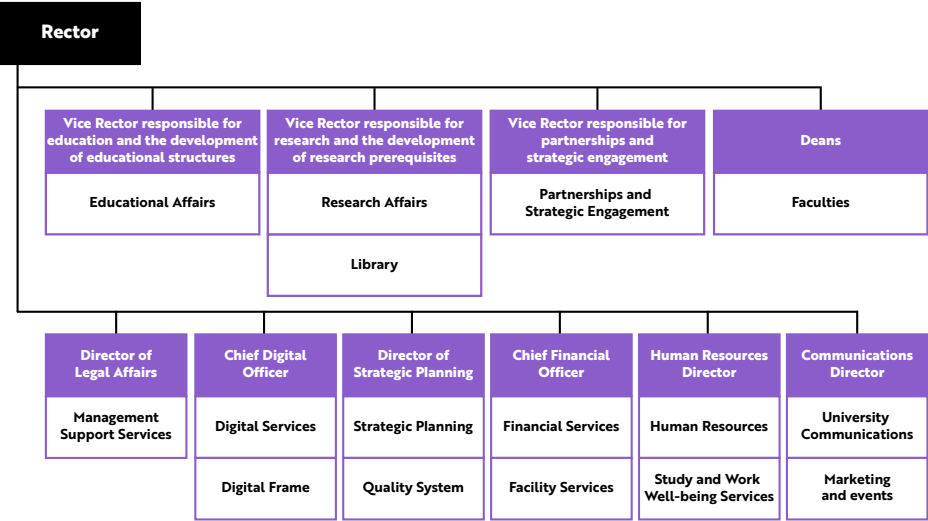 Rector
Vice Rector responsible for
education and the development
of educational structures
Educational Affairs
Vice Rector responsible for
research and the development
of research prerequisites
Research Affairs
Library
Vice Rector responsible for
partnerships and
strategic engagement
Partnerships and
Strategic Engagement
Deans
Faculties
Director of
Legal Affairs
Management
Support Services
Chief Digital
Officer
Digital Services
Digital Frame
Director of
Strategic Planning
Strategic Planning
Quality System
Chief Financial
Officer
Financial Services
Facility Services
Human Resources
Director
Human Resources
Study and Work
Well-being Services
Communications
Director
University
Communications
Marketing
and events